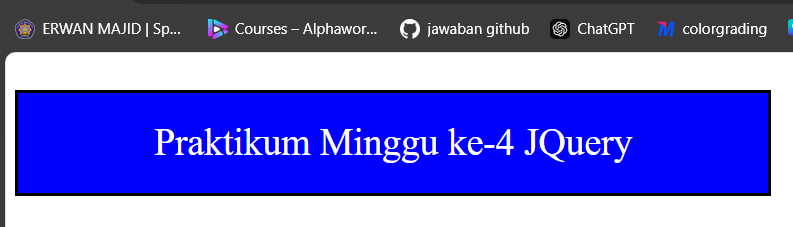 ERWAN MAJID | Sp... Courses – Alphawor... jawaban github ChatGPT colorgrading
Praktikum Minggu ke-4 JQuery